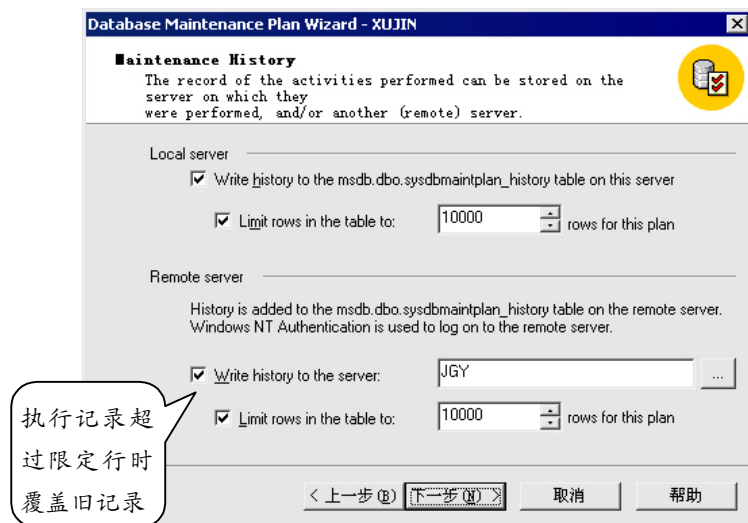 Database Maintenance Plan Wizard - XUJIN
Maintenance History
The record of the activities performed can be stored on the
server on which they
were performed, and/or another (remote) server.
Local server
Write history to the msdb.dbo.sysdbmaintplan_history table on this server
Limit rows in the table to: 10000 rows for this plan
Remote server
History is added to the msdb.dbo.sysdbmaintplan_history table on the remote server.
Windows NT Authentication is used to log on to the remote server.
Write history to the server: JGY ...
Limit rows in the table to: 10000 rows for this plan
执行记录超
过限定行时
覆盖旧记录
< 上一步(B) 下一步(N) > 取消 帮助